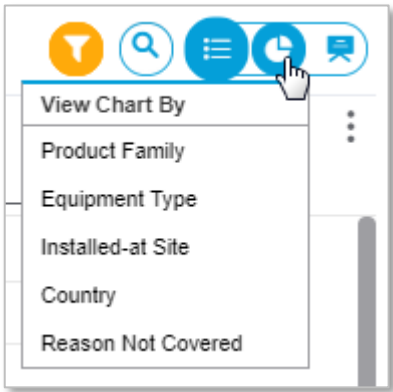 View Chart By
Product Family
Equipment Type
Installed-at Site
Country
Reason Not Covered